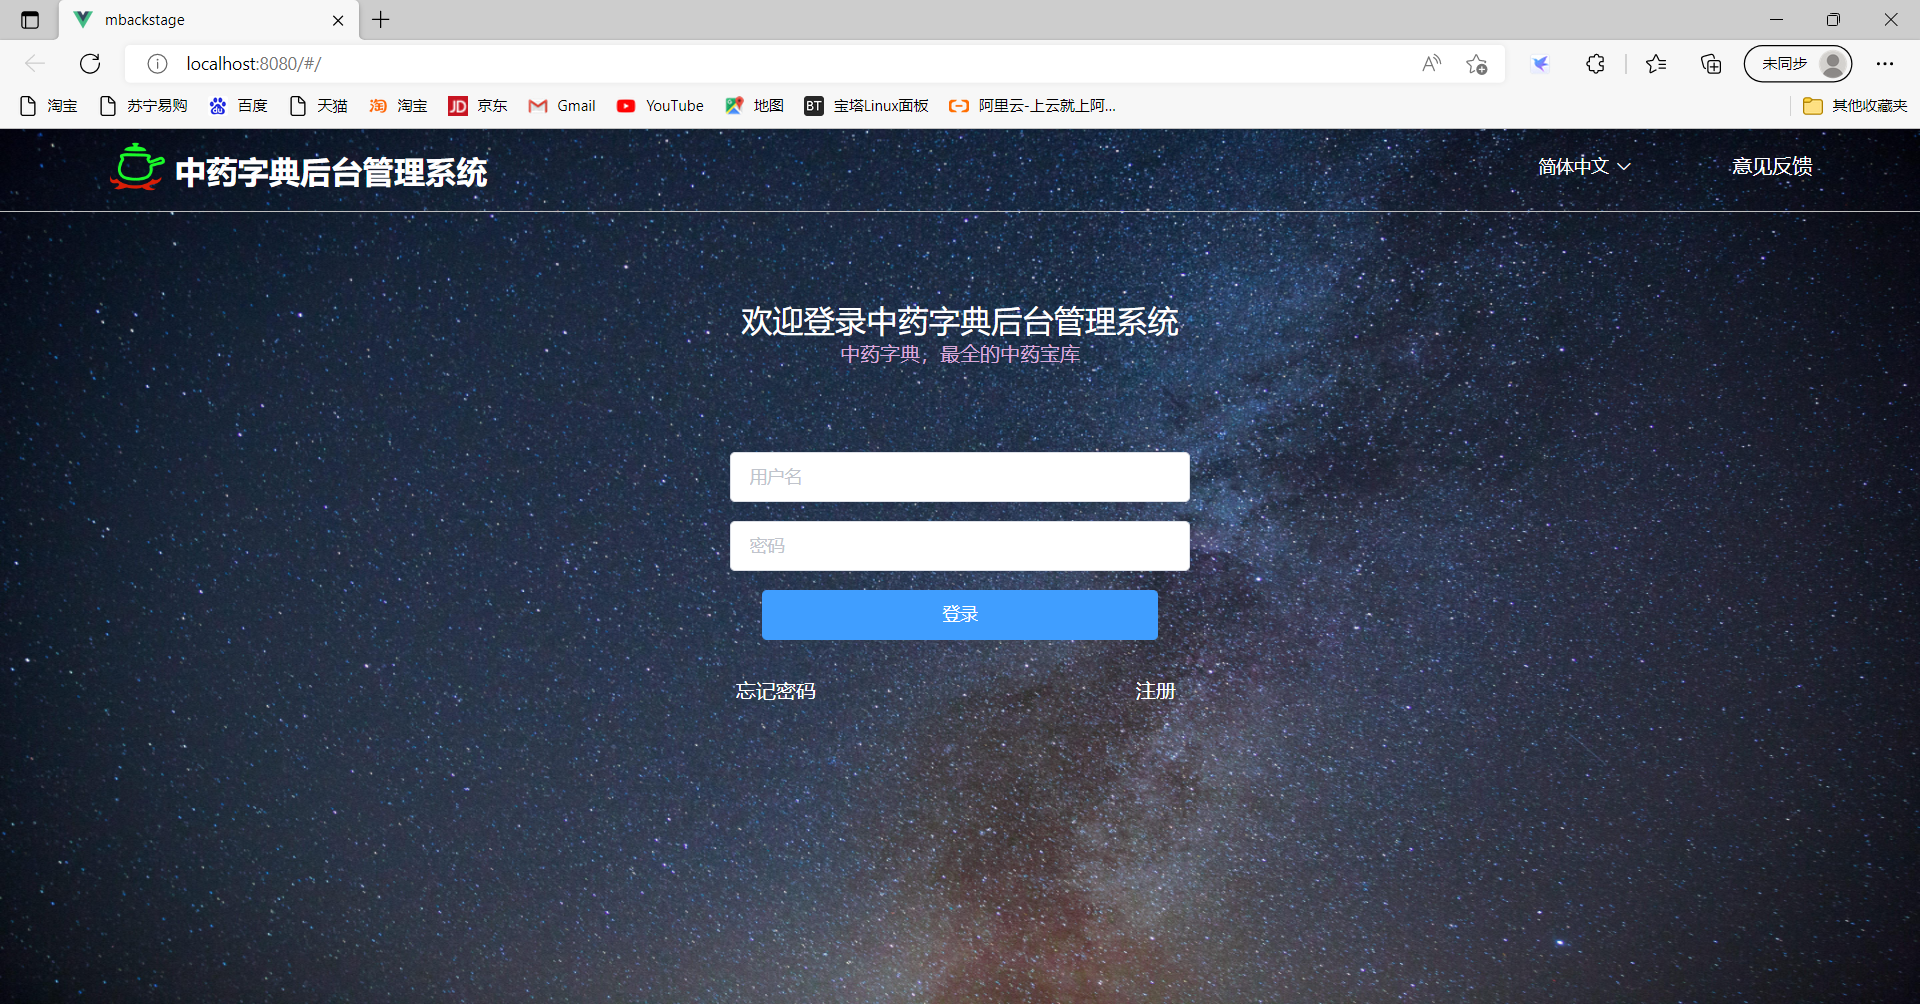 mbackstage
localhost:8080/#/
未同步
淘宝 苏宁易购 百度 天猫 淘宝 京东 Gmail YouTube 地图 宝塔Linux面板 阿里云-上云就上阿... 其他收藏夹
中药字典后台管理系统 简体中文 意见反馈
欢迎登录中药字典后台管理系统
中药字典，最全的中药宝库
用户名
密码
登录
忘记密码 注册